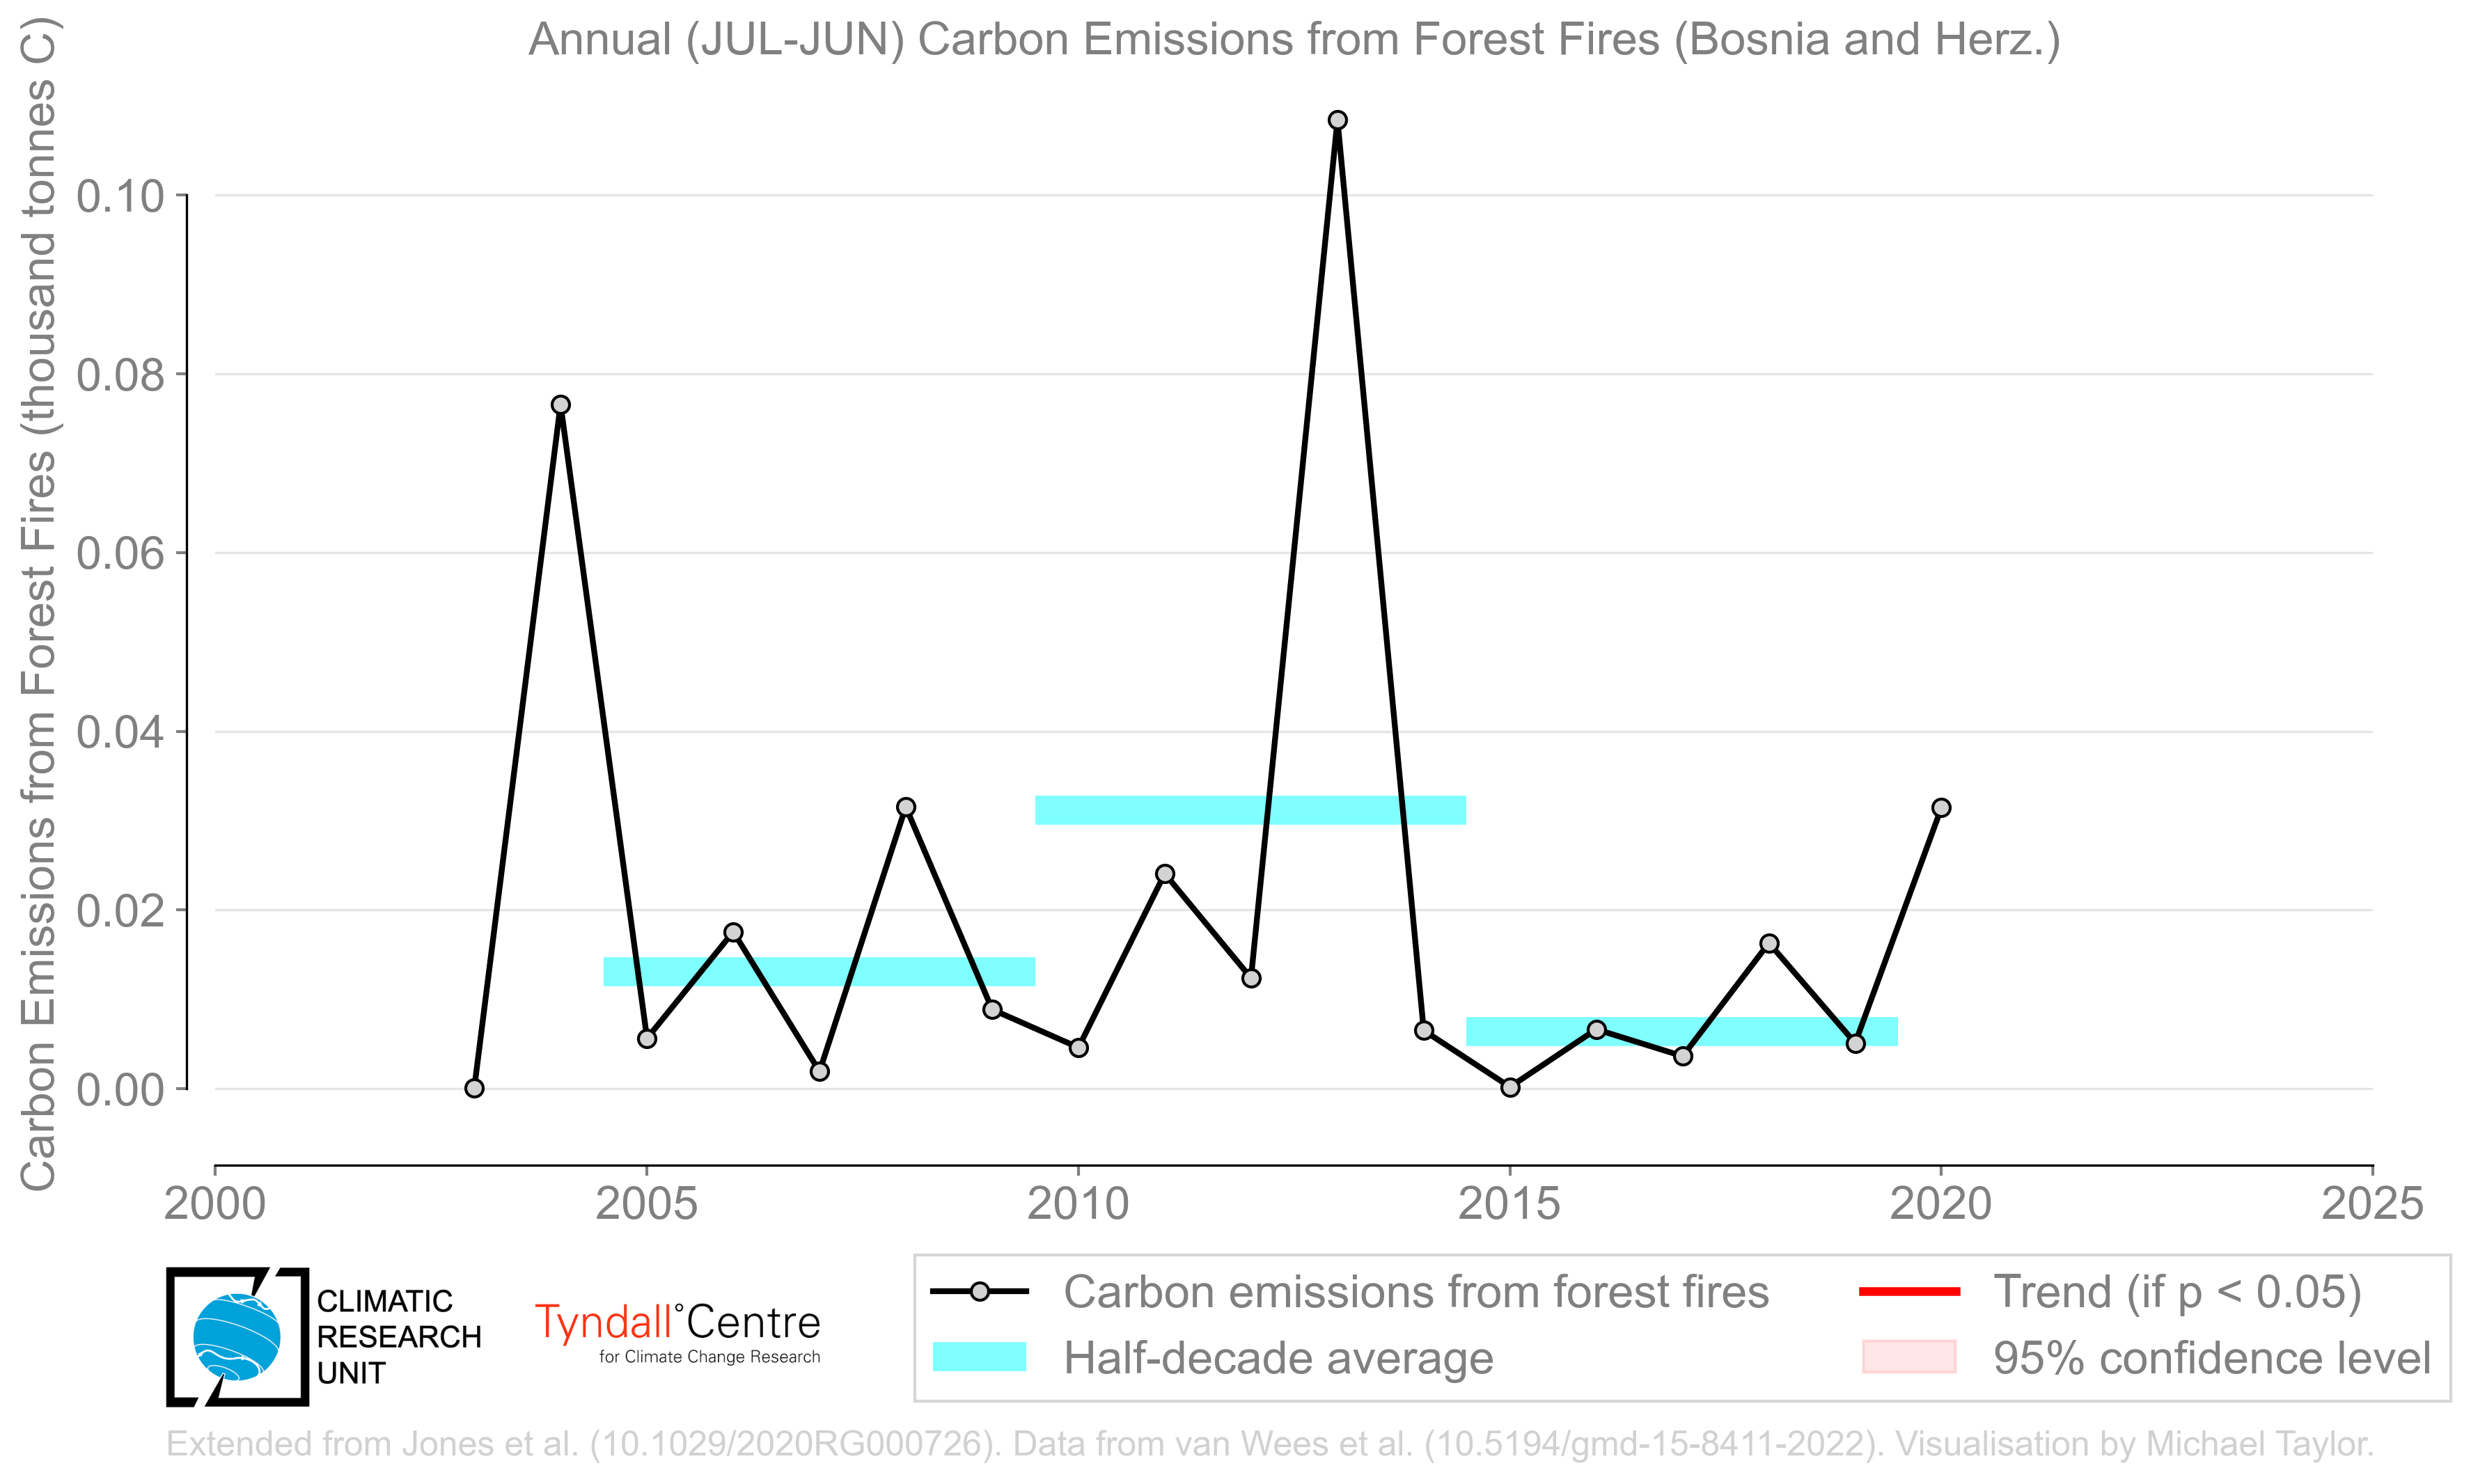 Annual (JUL-JUN) Carbon Emissions from Forest Fires (Bosnia and Herz.)
Carbon Emissions from Forest Fires (thousand tonnes C)
0.10
0.08
0.06
0.04
0.02
0.00
2000 2005 2010 2015 2020 2025
CLIMATIC
RESEARCH
UNIT
Tyndall°Centre
for Climate Change Research
Carbon emissions from forest fires
Half-decade average
Trend (if p < 0.05)
95% confidence level
Extended from Jones et al. (10.1029/2020RG000726). Data from van Wees et al. (10.5194/gmd-15-8411-2022). Visualisation by Michael Taylor.